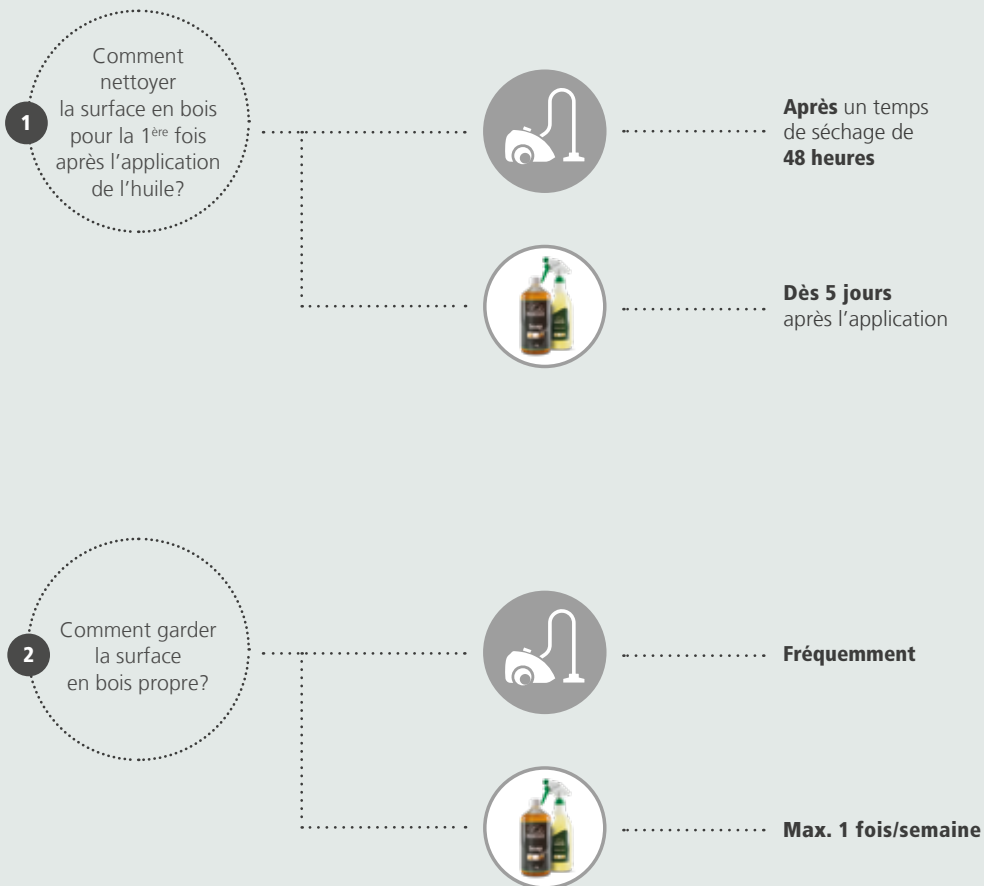 1
Comment
nettoyer
la surface en bois
pour la 1ère fois
après l'application
de l'huile?
Après un temps
de séchage de
48 heures
Dès 5 jours
après l'application
2
Comment garder
la surface
en bois propre?
Fréquemment
Max. 1 fois/semaine